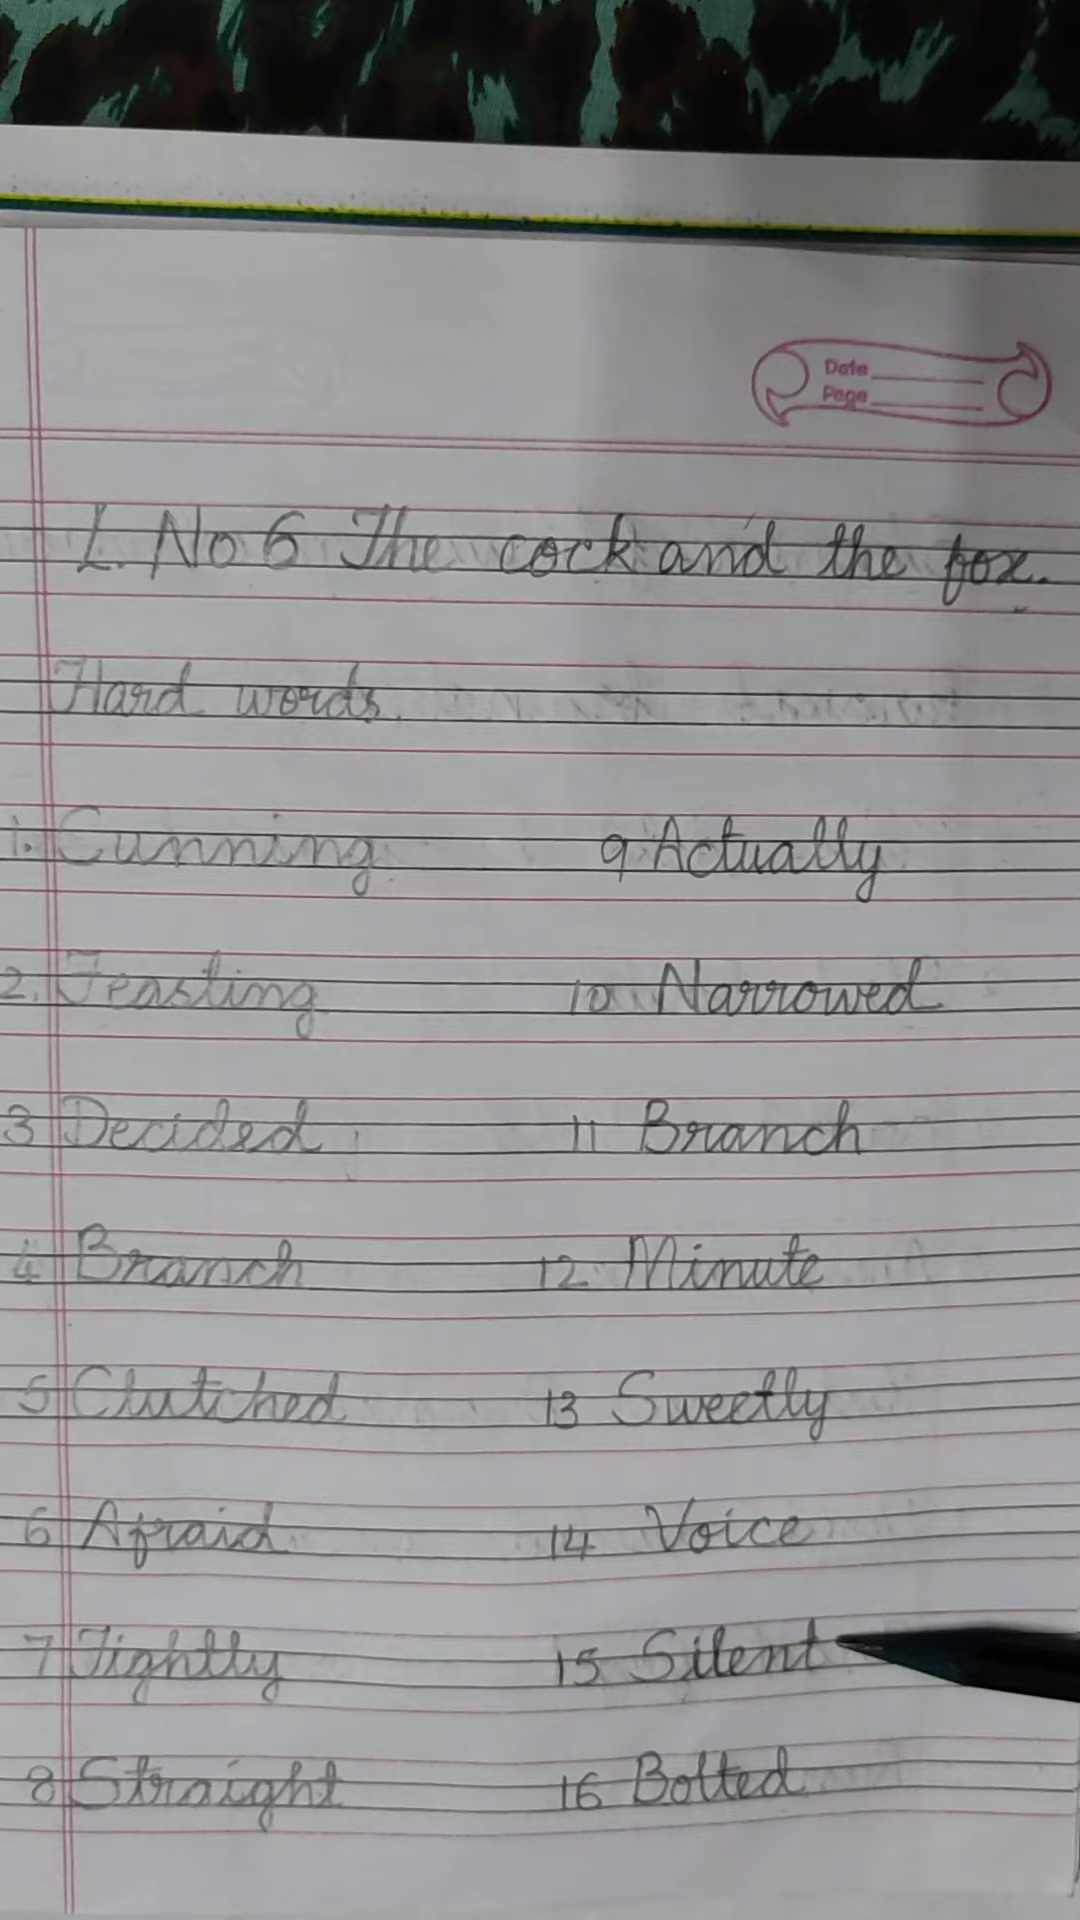 Date
Page
L. No 6 The cock and the fox.
Hard words.
1. Cunning
9. Actually
2. Feasting
10. Narrowed
3 Decided
11 Branch
4 Branch
12 Minute
5 Clutched
13 Sweetly
6 Afraid
14 Voice
7 Tightly
15 Silent
8 Straight
16 Bolted